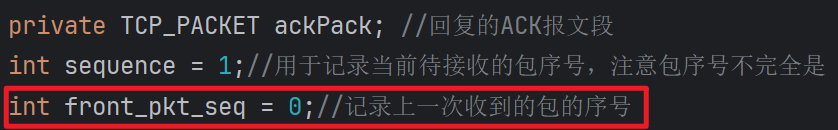 private TCP_PACKET ackPack; //回复的ACK报文段
int sequence = 1;//用于记录当前待接收的包序号，注意包序号不完全是
int front_pkt_seq = 0;//记录上一次收到的包的序号